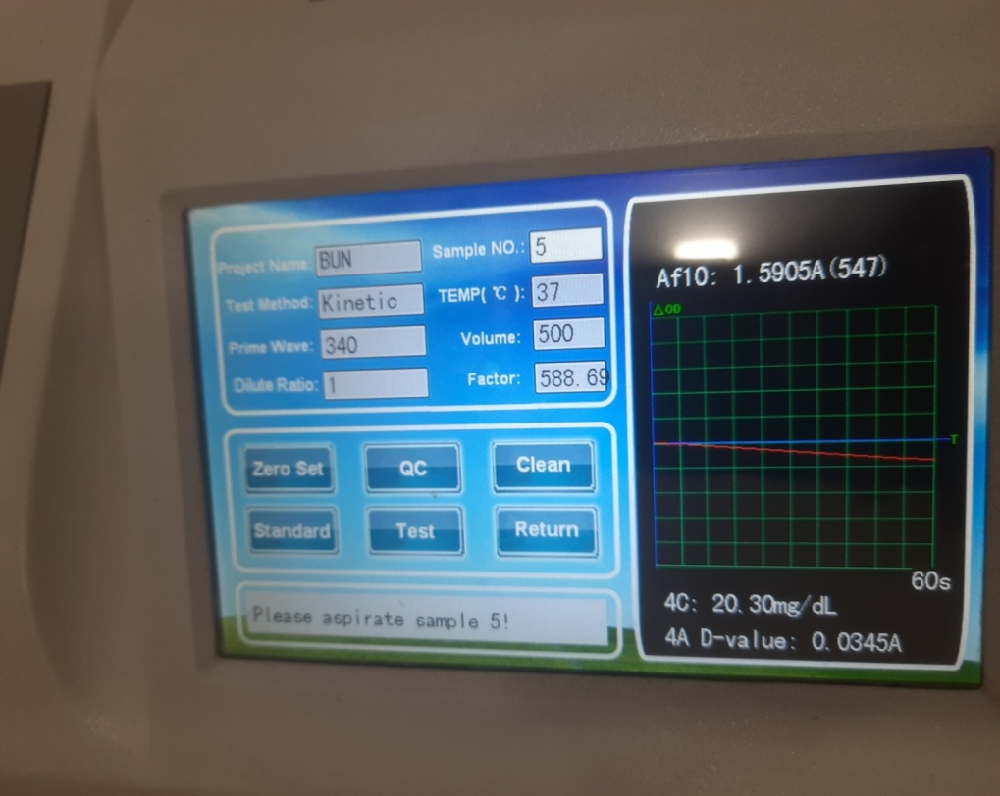 Project Name: BUN Sample NO.: 5
Test Method: Kinetic TEMP( ℃ ): 37
Prime Wave: 340 Volume: 500
Dilute Ratio: 1 Factor: 588.69
Zero Set QC Clean
Standard Test Return
Please aspirate sample 5!
Af10: 1.5905A(547)
△OD
T
60s
4C: 20.30mg/dL
4A D-value: 0.0345A